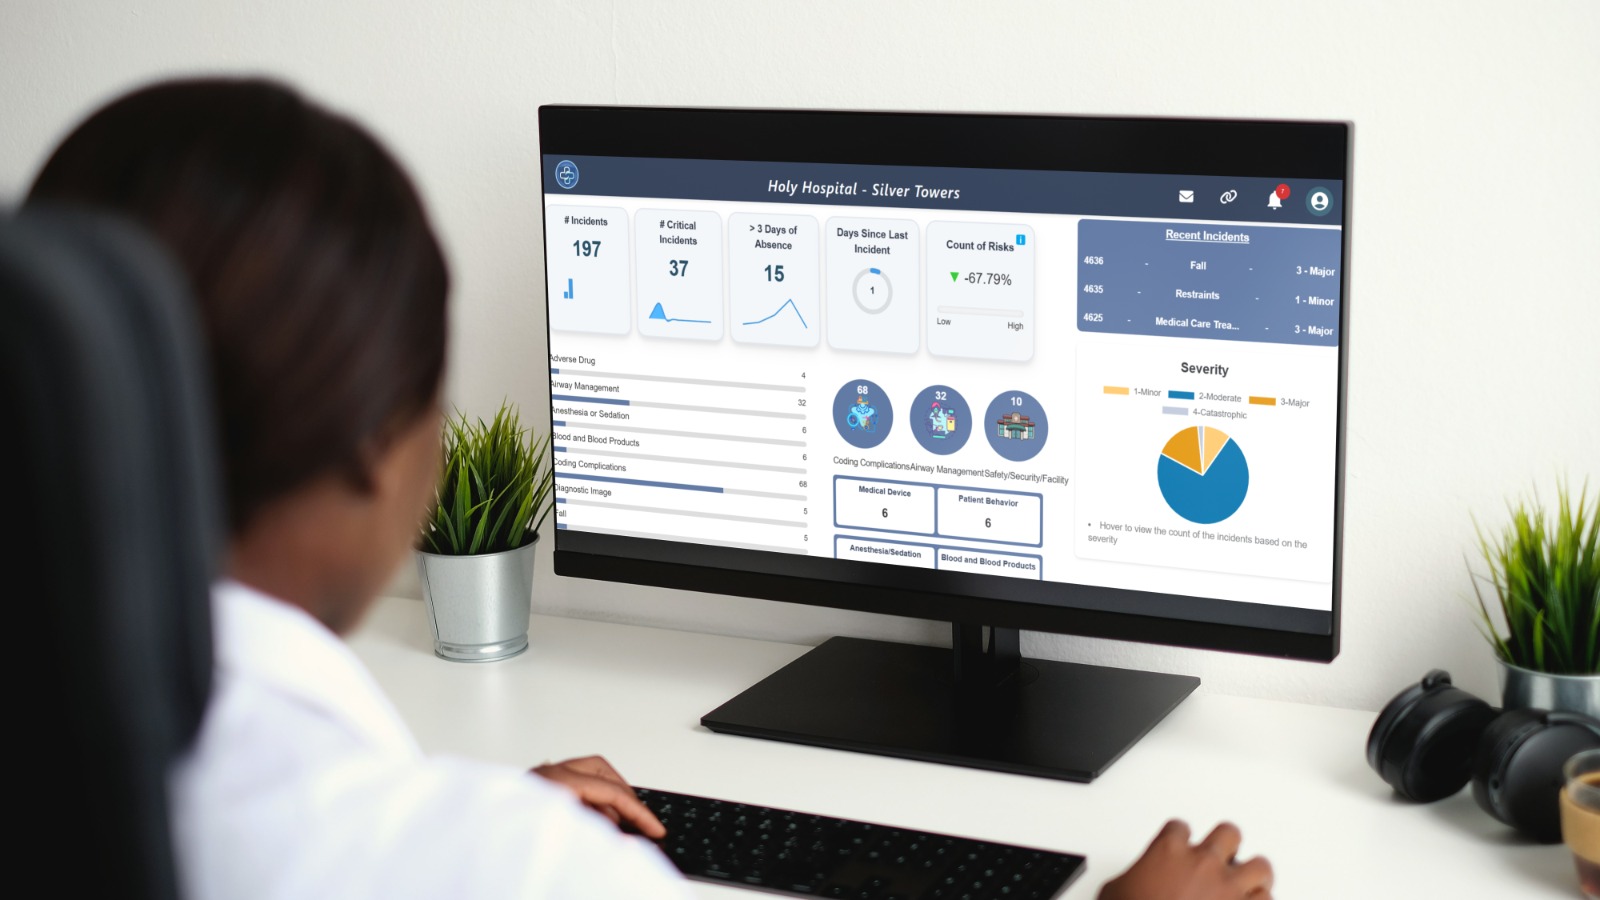 Holy Hospital - Silver Towers
# Incidents
197
# Critical
Incidents
37
> 3 Days of
Absence
15
Days Since Last
Incident
1
Count of Risks
-67.79%
Low High
Recent Incidents
4636 - Fall - 3 - Major
4635 - Restraints - 1 - Minor
4625 - Medical Care Trea... - 3 - Major
Adverse Drug 4
Airway Management 32
Anesthesia or Sedation 6
Blood and Blood Products 6
Coding Complications 68
Diagnostic Image 5
Fall 5
68
32
10
Coding Complications Airway Management Safety/Security/Facility
Medical Device
6
Patient Behavior
6
Anesthesia/Sedation
Blood and Blood Products
Severity
1-Minor 2-Moderate 3-Major
4-Catastrophic
• Hover to view the count of the incidents based on the
severity